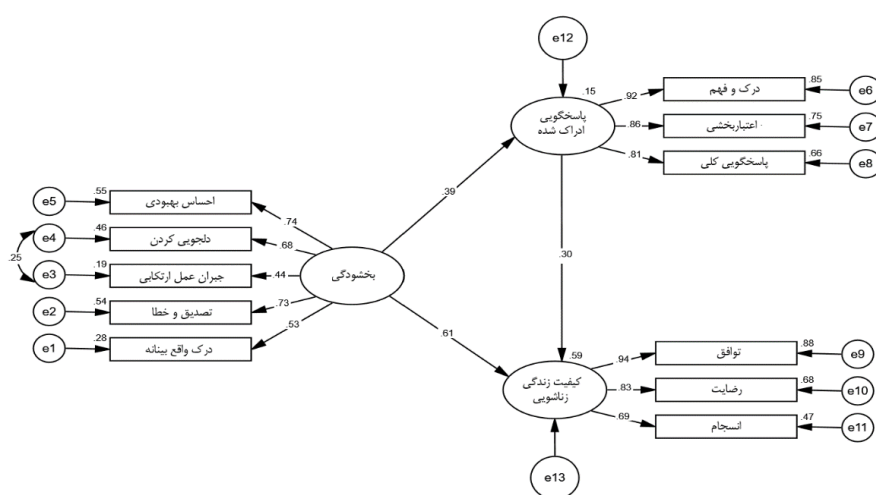 e12
.15
.85
e6
درک و فهم
.92
پاسخگویی
ادراک شده
.75
e7
اعتباربخشی
.86
.66
e8
پاسخگویی کلی
.81
.39
.55
e5
احساس بهبودی
.74
.46
e4
دلجویی کردن
.68
.25
.19
e3
جبران عمل ارتکابی
.44
بخشودگی
.30
.54
e2
تصدیق و خطا
.73
.28
e1
درک واقع بینانه
.53
.61
.59
.88
e9
توافق
.94
کیفیت زندگی
زناشویی
.68
e10
رضایت
.83
.47
e11
انسجام
.69
e13